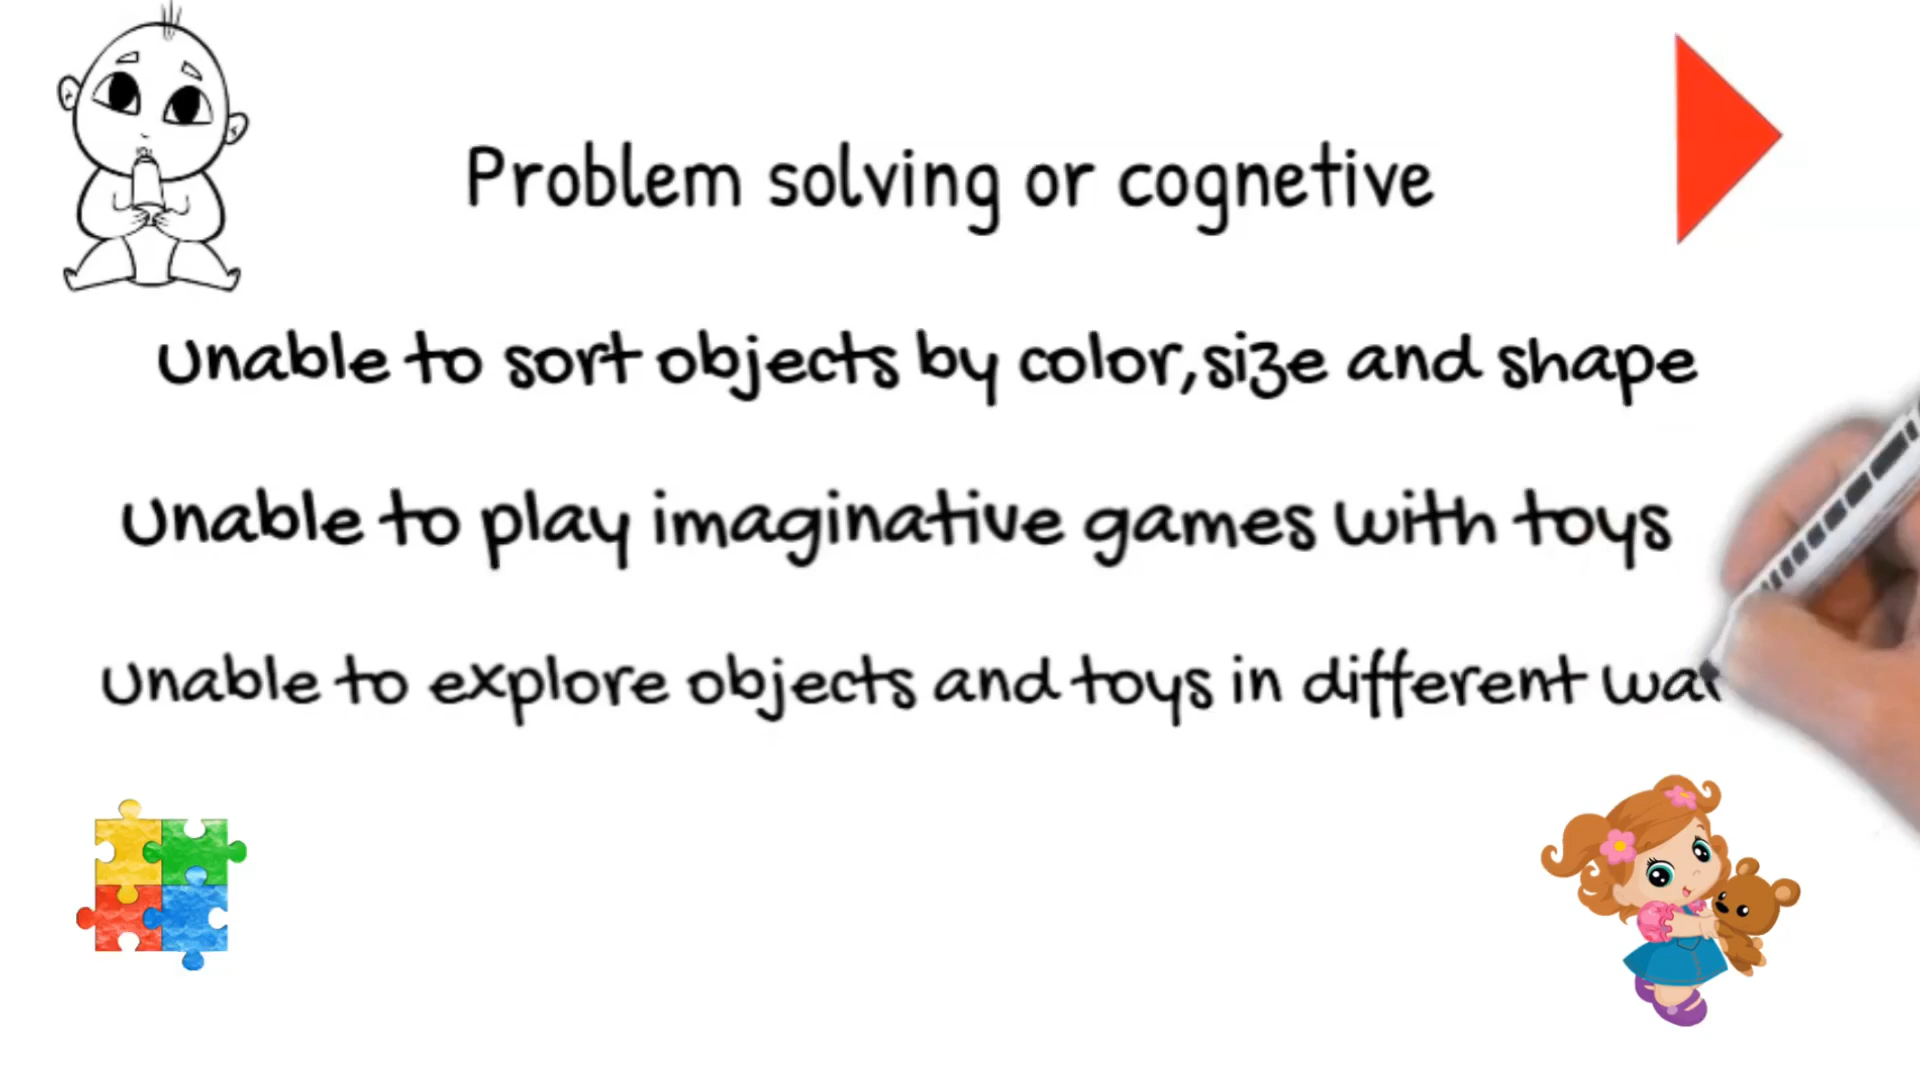 Problem solving or cognetive
Unable to sort objects by color,size and shape
Unable to play imaginative games with toys
Unable to explore objects and toys in different